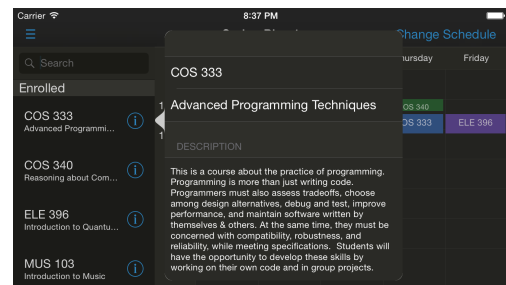 Carrier
8:37 PM
Change Schedule
Search
Enrolled
COS 333
Advanced Programmi...
COS 340
Reasoning about Com...
ELE 396
Introduction to Quantu...
MUS 103
Introduction to Music
COS 333
Advanced Programming Techniques
DESCRIPTION
This is a course about the practice of programming.
Programming is more than just writing code.
Programmers must also assess tradeoffs, choose
among design alternatives, debug and test, improve
performance, and maintain software written by
themselves & others. At the same time, they must be
concerned with compatibility, robustness, and
reliability, while meeting specifications.  Students will
have the opportunity to develop these skills by
working on their own code and in group projects.
ursday
Friday
OS 340
OS 333
ELE 396